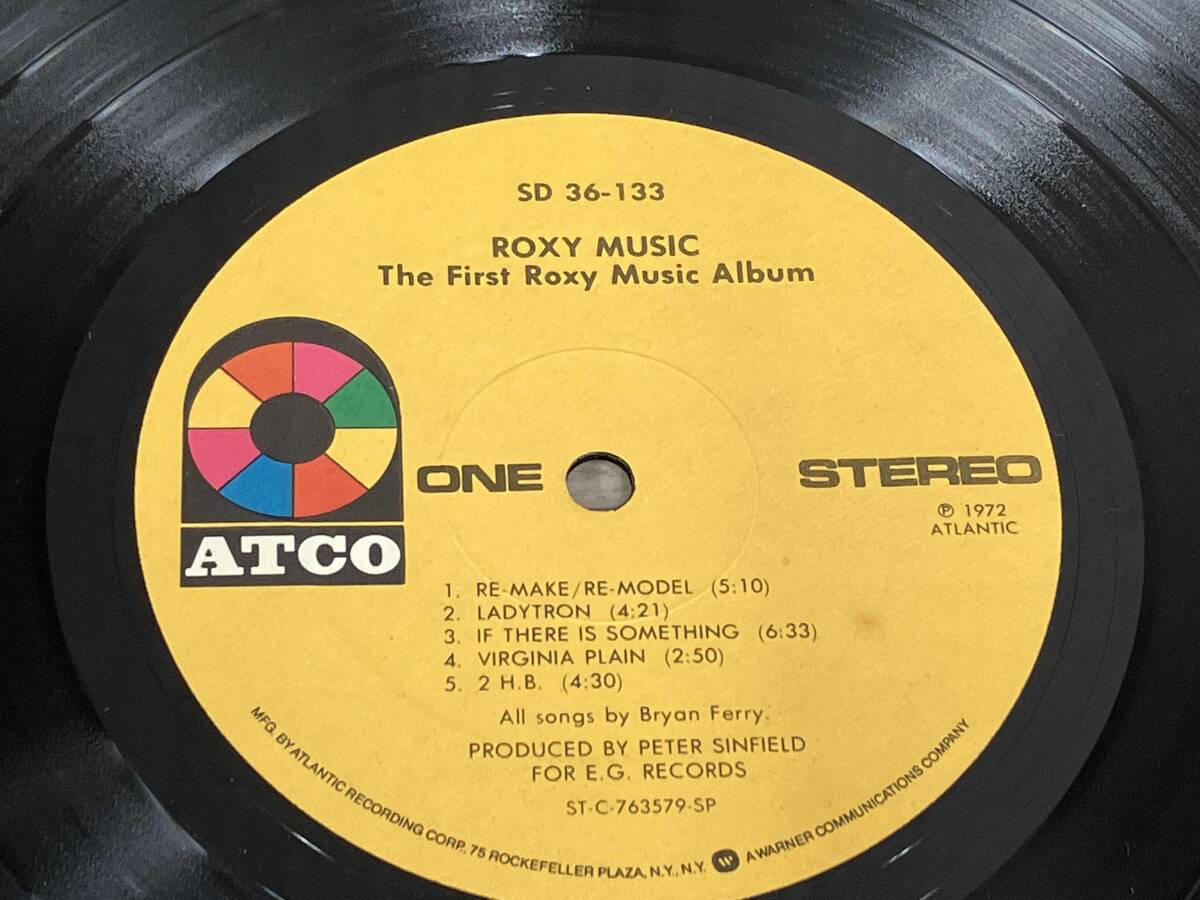 SD 36-133
ROXY MUSIC
The First Roxy Music Album
ATCO
ONE
STEREO
℗ 1972
ATLANTIC
1. RE-MAKE/RE-MODEL (5:10)
2. LADYTRON (4:21)
3. IF THERE IS SOMETHING (6:33)
4. VIRGINIA PLAIN (2:50)
5. 2 H.B. (4:30)
All songs by Bryan Ferry.
PRODUCED BY PETER SINFIELD
FOR E.G. RECORDS
ST-C-763579-SP
MFG. BY ATLANTIC RECORDING CORP., 75 ROCKEFELLER PLAZA, N.Y., N.Y. W A WARNER COMMUNICATIONS COMPANY